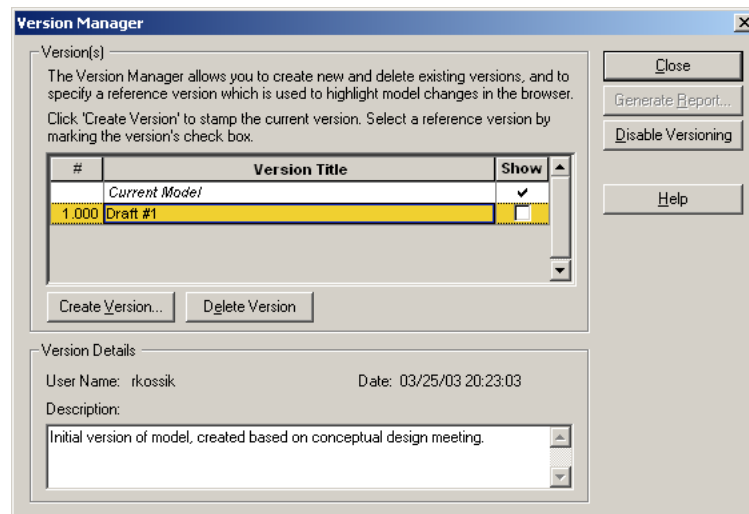 Version Manager
Version(s)
The Version Manager allows you to create new and delete existing versions, and to
specify a reference version which is used to highlight model changes in the browser.
Click 'Create Version' to stamp the current version. Select a reference version by
marking the version's check box.
# Version Title Show
Current Model
1.000 Draft #1
Create Version... Delete Version
Close
Generate Report...
Disable Versioning
Help
Version Details
User Name: rkossik Date: 03/25/03 20:23:03
Description:
Initial version of model, created based on conceptual design meeting.